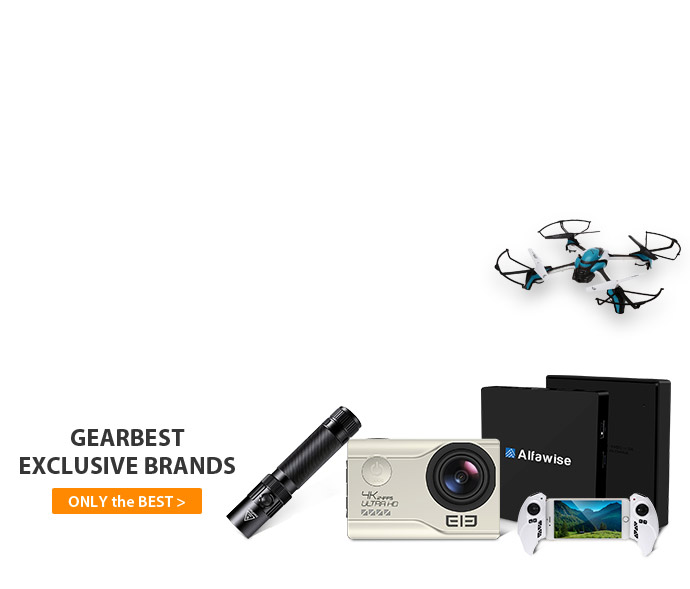 GEARBEST
EXCLUSIVE BRANDS
ONLY the BEST >
Alfawise
4K
ULTRA HD